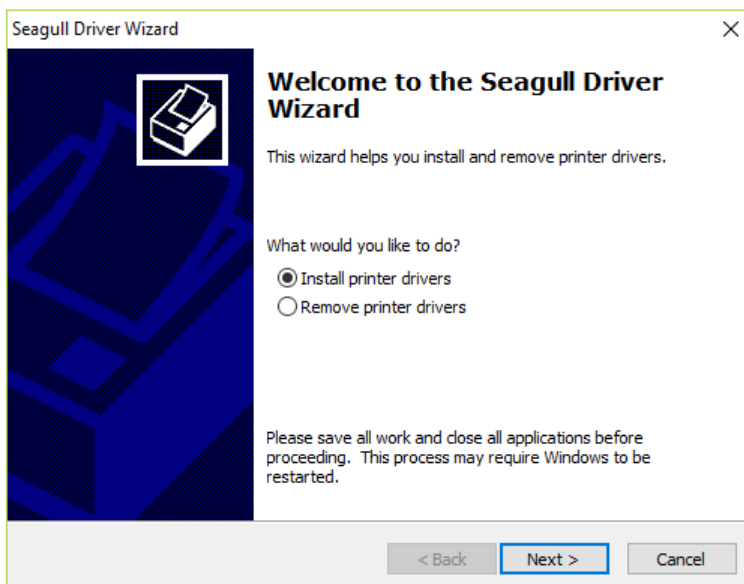 Seagull Driver Wizard
Welcome to the Seagull Driver
Wizard
This wizard helps you install and remove printer drivers.
What would you like to do?
Install printer drivers
Remove printer drivers
Please save all work and close all applications before
proceeding.  This process may require Windows to be
restarted.
< Back
Next >
Cancel